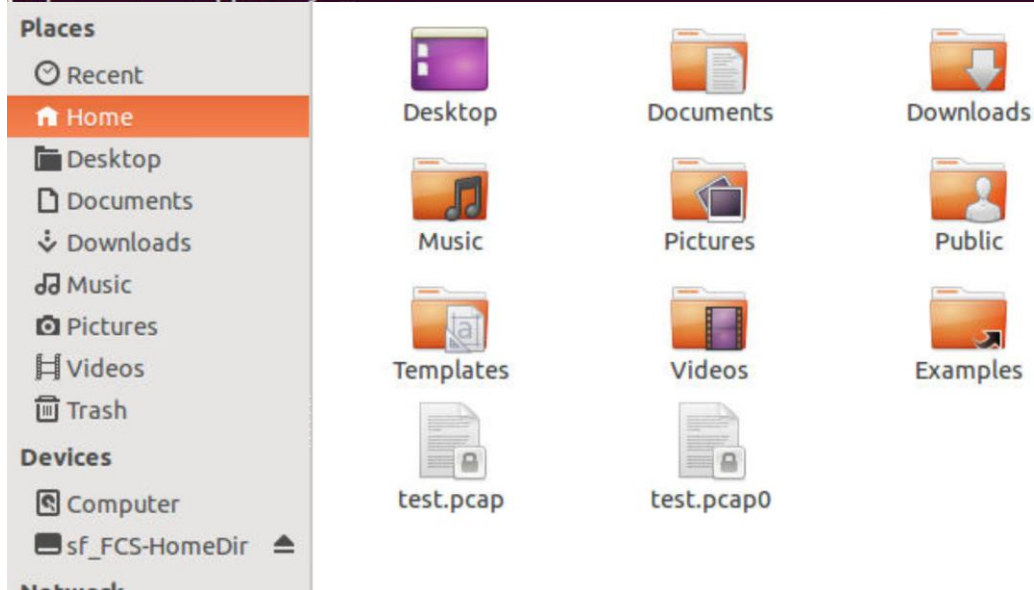 Places
Recent
Home
Desktop
Documents
Downloads
Music
Pictures
Videos
Trash
Devices
Computer
sf_FCS-HomeDir
Network
Desktop Documents Downloads
Music Pictures Public
Templates Videos Examples
test.pcap test.pcap0